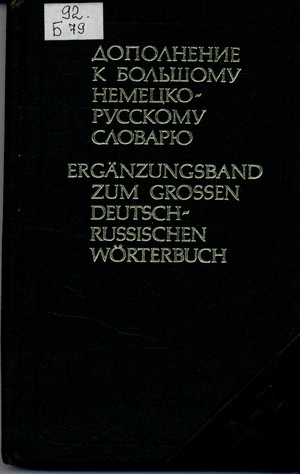 92.
Б 79
ДОПОЛНЕНИЕ
К БОЛЬШОМУ
НЕМЕЦКО-
РУССКОМУ
СЛОВАРЮ
ERGÄNZUNGSBAND
ZUM GROSSEN
DEUTSCH-
RUSSISCHEN
WÖRTERBUCH
A-Z